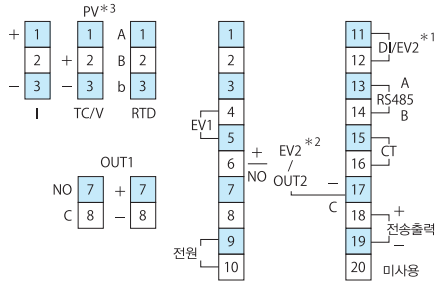 PV*3
+ 1 1 A 1
2 + 2 B 2
− 3 − 3 b 3
I TC/V RTD
OUT1
NO 7 + 7
C 8 − 8
1
2
3
4
EV1
5
6 + NO
7
8
9
전원
10
EV2*2
/
OUT2
−
C
11
DI/EV2*1
12
13 A
RS485
14 B
15
CT
16
17
18 +
전송출력
19 −
20 미사용